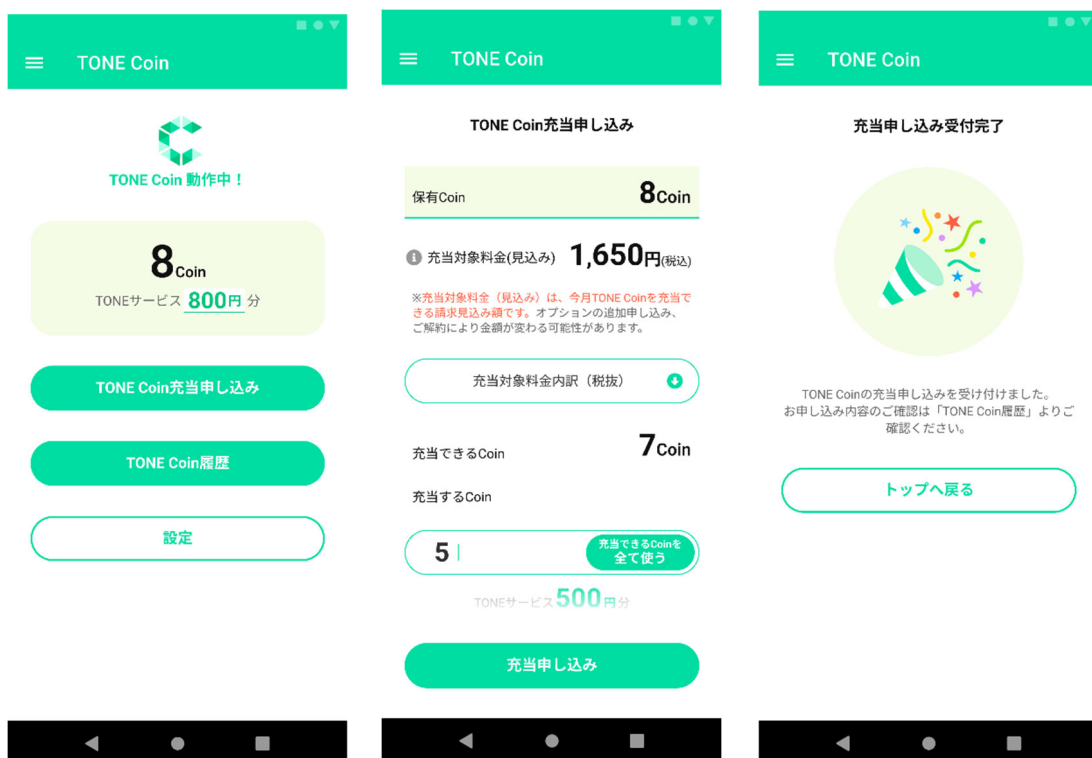 TONE Coin
TONE Coin 動作中！
8Coin
TONEサービス 800円 分
TONE Coin充当申し込み
TONE Coin履歴
設定
TONE Coin
TONE Coin充当申し込み
保有Coin 8Coin
充当対象料金(見込み) 1,650円(税込)
※充当対象料金（見込み）は、今月TONE Coinを充当で
きる請求見込み額です。オプションの追加申し込み、
ご解約により金額が変わる可能性があります。
充当対象料金内訳（税抜）
充当できるCoin 7Coin
充当するCoin
5
充当できるCoinを
全て使う
TONEサービス 500円分
充当申し込み
TONE Coin
充当申し込み受付完了
TONE Coinの充当申し込みを受け付けました。
お申し込み内容のご確認は「TONE Coin履歴」よりご
確認ください。
トップへ戻る